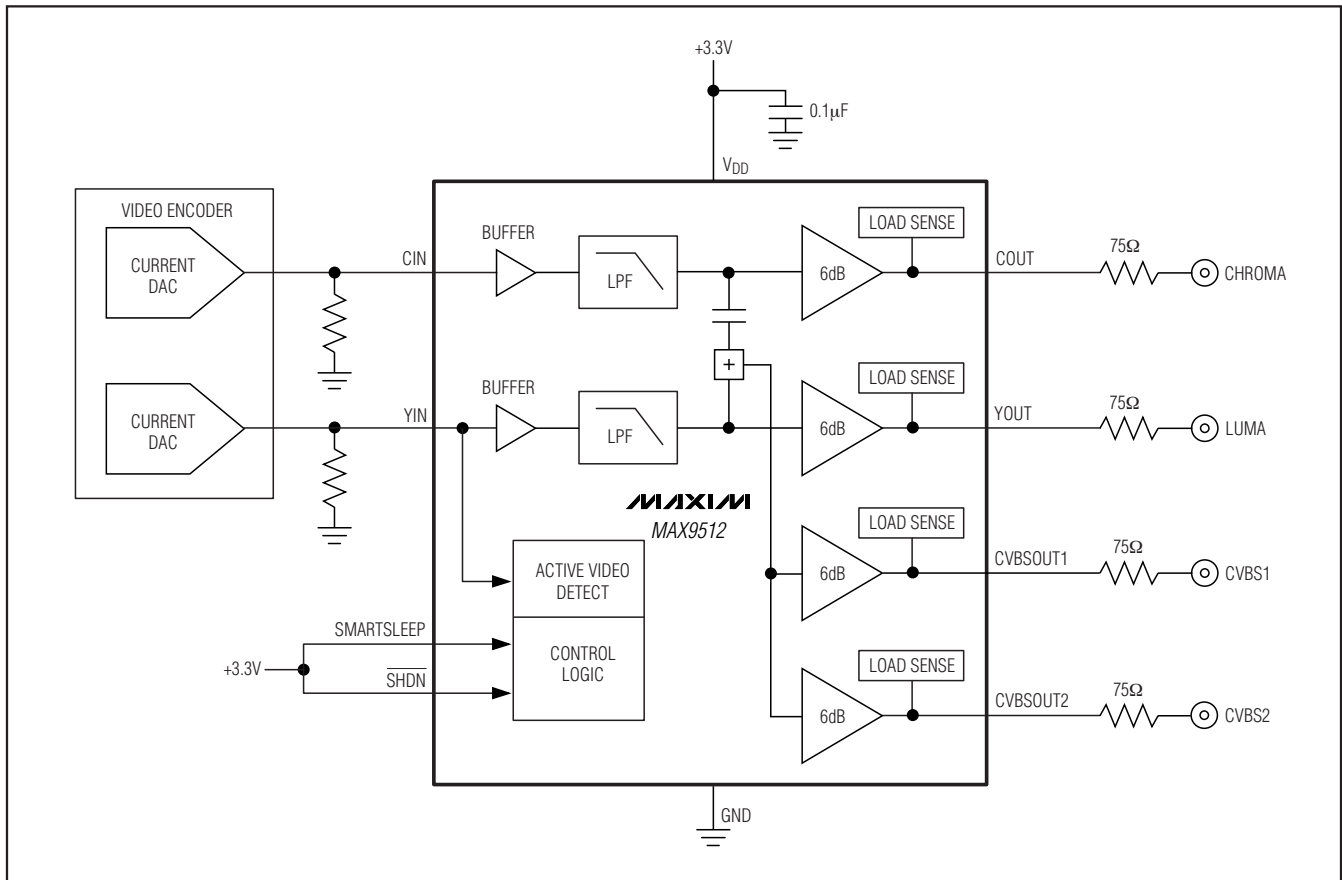 +3.3V
0.1μF
VDD
VIDEO ENCODER
CURRENT
DAC
CIN
BUFFER
LPF
6dB
LOAD SENSE
COUT
75Ω
CHROMA
+
CURRENT
DAC
YIN
BUFFER
LPF
6dB
LOAD SENSE
YOUT
75Ω
LUMA
MAXIM
MAX9512
ACTIVE VIDEO
DETECT
CONTROL
LOGIC
SMARTSLEEP
+3.3V
SHDN
6dB
LOAD SENSE
CVBSOUT1
75Ω
CVBS1
6dB
LOAD SENSE
CVBSOUT2
75Ω
CVBS2
GND